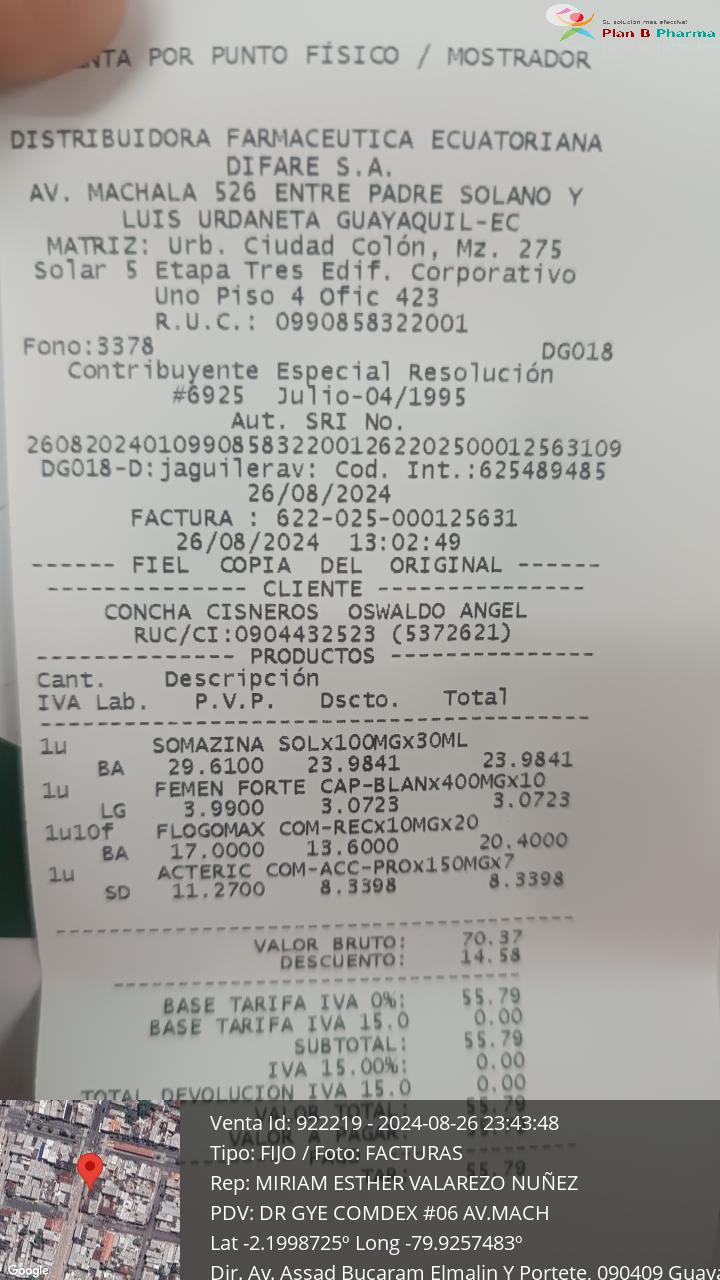 Su solución más efectiva!
Plan B Pharma
NTA POR PUNTO FÍSICO / MOSTRADOR
DISTRIBUIDORA FARMACEUTICA ECUATORIANA
DIFARE S.A.
AV. MACHALA 526 ENTRE PADRE SOLANO Y
LUIS URDANETA GUAYAQUIL-EC
MATRIZ: Urb. Ciudad Colón, Mz. 275
Solar 5 Etapa Tres Edif. Corporativo
Uno Piso 4 Ofic 423
R.U.C.: 0990858322001
Fono:3378 DG018
Contribuyente Especial Resolución
#6925 Julio-04/1995
Aut. SRI No.
26082024010990858322001262202500012563109
DG018-D:jaguilerav: Cod. Int.:625489485
26/08/2024
FACTURA : 622-025-000125631
26/08/2024 13:02:49
------ FIEL COPIA DEL ORIGINAL ------
--------------- CLIENTE ---------------
CONCHA CISNEROS OSWALDO ANGEL
RUC/CI:0904432523 (5372621)
-------------- PRODUCTOS --------------
Cant. Descripción
IVA Lab. P.V.P. Dscto. Total
1u SOMAZINA SOLx100MGx30ML
BA 29.6100 23.9841 23.9841
1u FEMEN FORTE CAP-BLANx400MGx10
LG 3.9900 3.0723 3.0723
1u10f FLOGOMAX COM-RECx10MGx20
BA 17.0000 13.6000 20.4000
1u ACTERIC COM-ACC-PROx150MGx7
SD 11.2700 8.3398 8.3398
VALOR BRUTO: 70.37
DESCUENTO: 14.58
BASE TARIFA IVA 0%: 55.79
BASE TARIFA IVA 15.0 0.00
SUBTOTAL: 55.79
IVA 15.00%: 0.00
TOTAL DEVOLUCION IVA 15.0 0.00
VALOR TOTAL: 55.79
VALOR A PAGAR:
55.79
Venta Id: 922219 - 2024-08-26 23:43:48
Tipo: FIJO / Foto: FACTURAS
Rep: MIRIAM ESTHER VALAREZO NUÑEZ
PDV: DR GYE COMDEX #06 AV.MACH
Lat -2.1998725º Long -79.9257483º
Dir. Av. Assad Bucaram Elmalin Y Portete, 090409 Guaya
Google